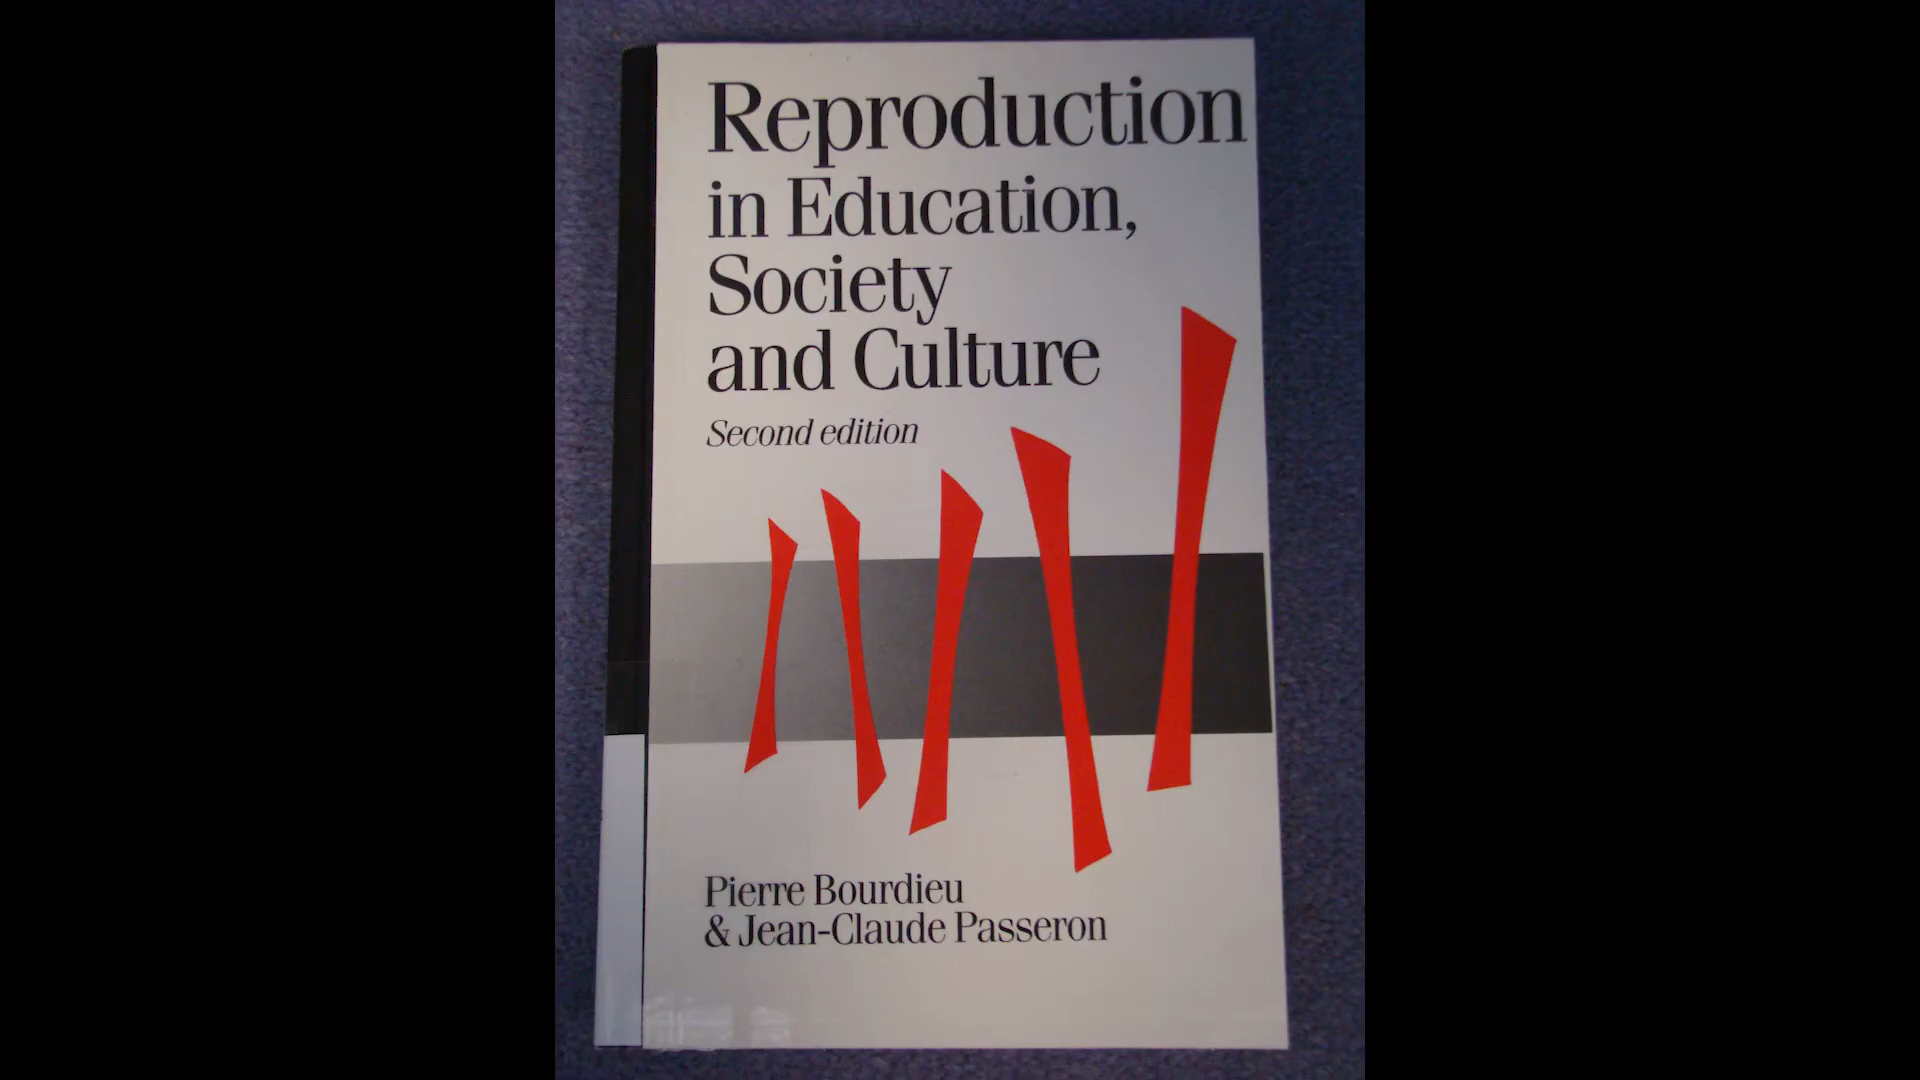 Reproduction
in Education,
Society
and Culture
Second edition
Pierre Bourdieu
& Jean-Claude Passeron